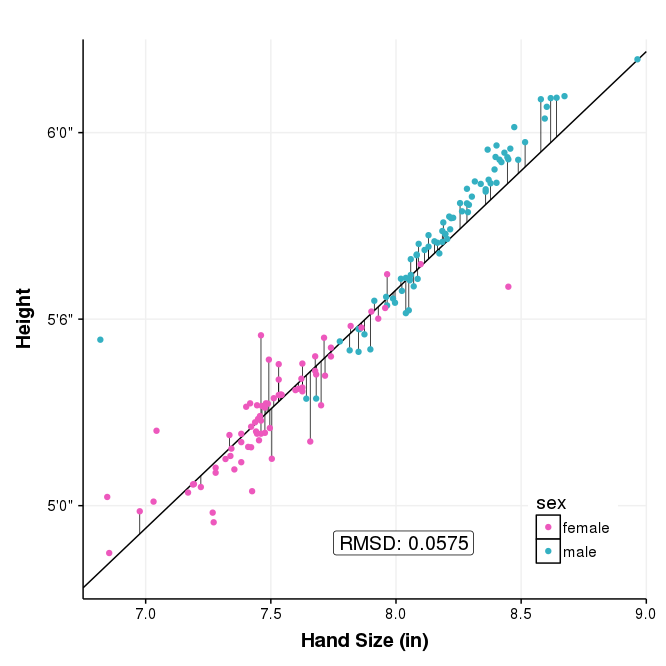 6'0"
5'6"
5'0"
Height
RMSD: 0.0575
sex
female
male
7.0 7.5 8.0 8.5 9.0
Hand Size (in)